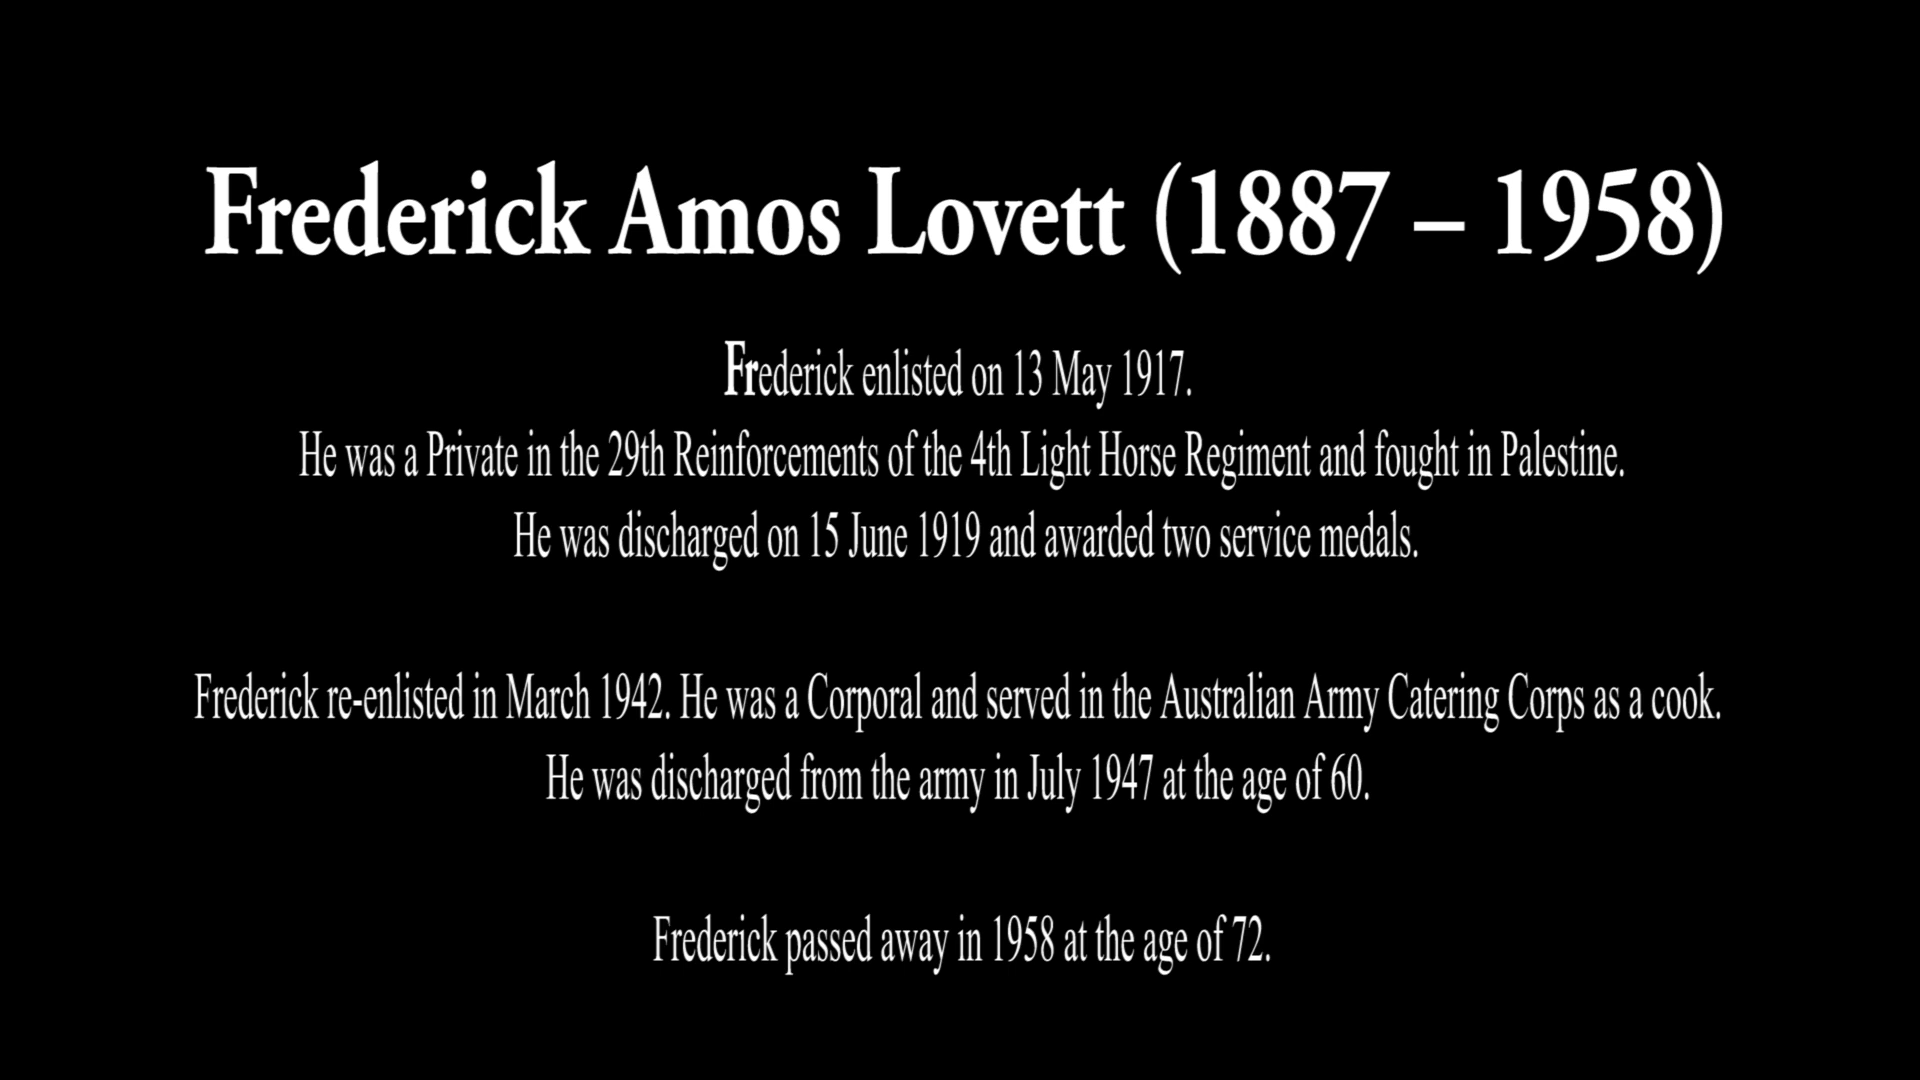 Frederick Amos Lovett (1887 – 1958)
Frederick enlisted on 13 May 1917.
He was a Private in the 29th Reinforcements of the 4th Light Horse Regiment and fought in Palestine.
He was discharged on 15 June 1919 and awarded two service medals.
Frederick re-enlisted in March 1942. He was a Corporal and served in the Australian Army Catering Corps as a cook.
He was discharged from the army in July 1947 at the age of 60.
Frederick passed away in 1958 at the age of 72.